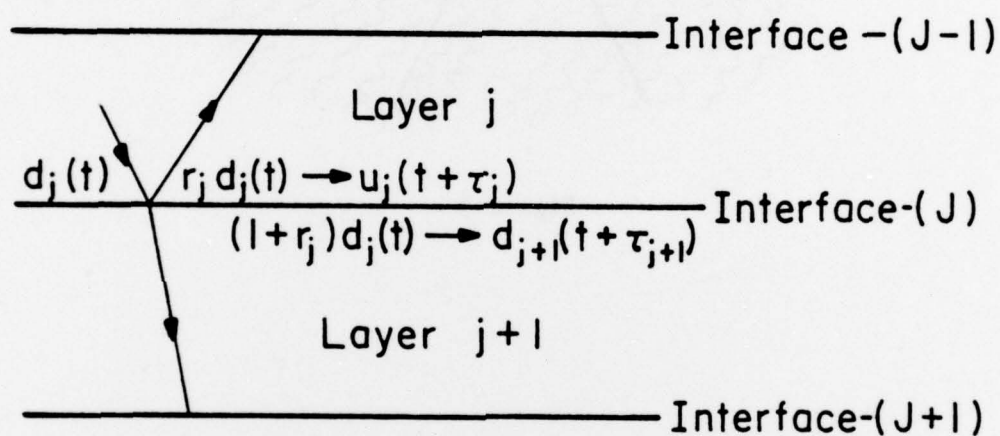 Interface -(J-1)
Layer j
d_j(t) r_j d_j(t) → u_j(t + τ_j)
Interface-(J)
(1+r_j)d_j(t) → d_{j+1}(t + τ_{j+1})
Layer j+1
Interface-(J+1)